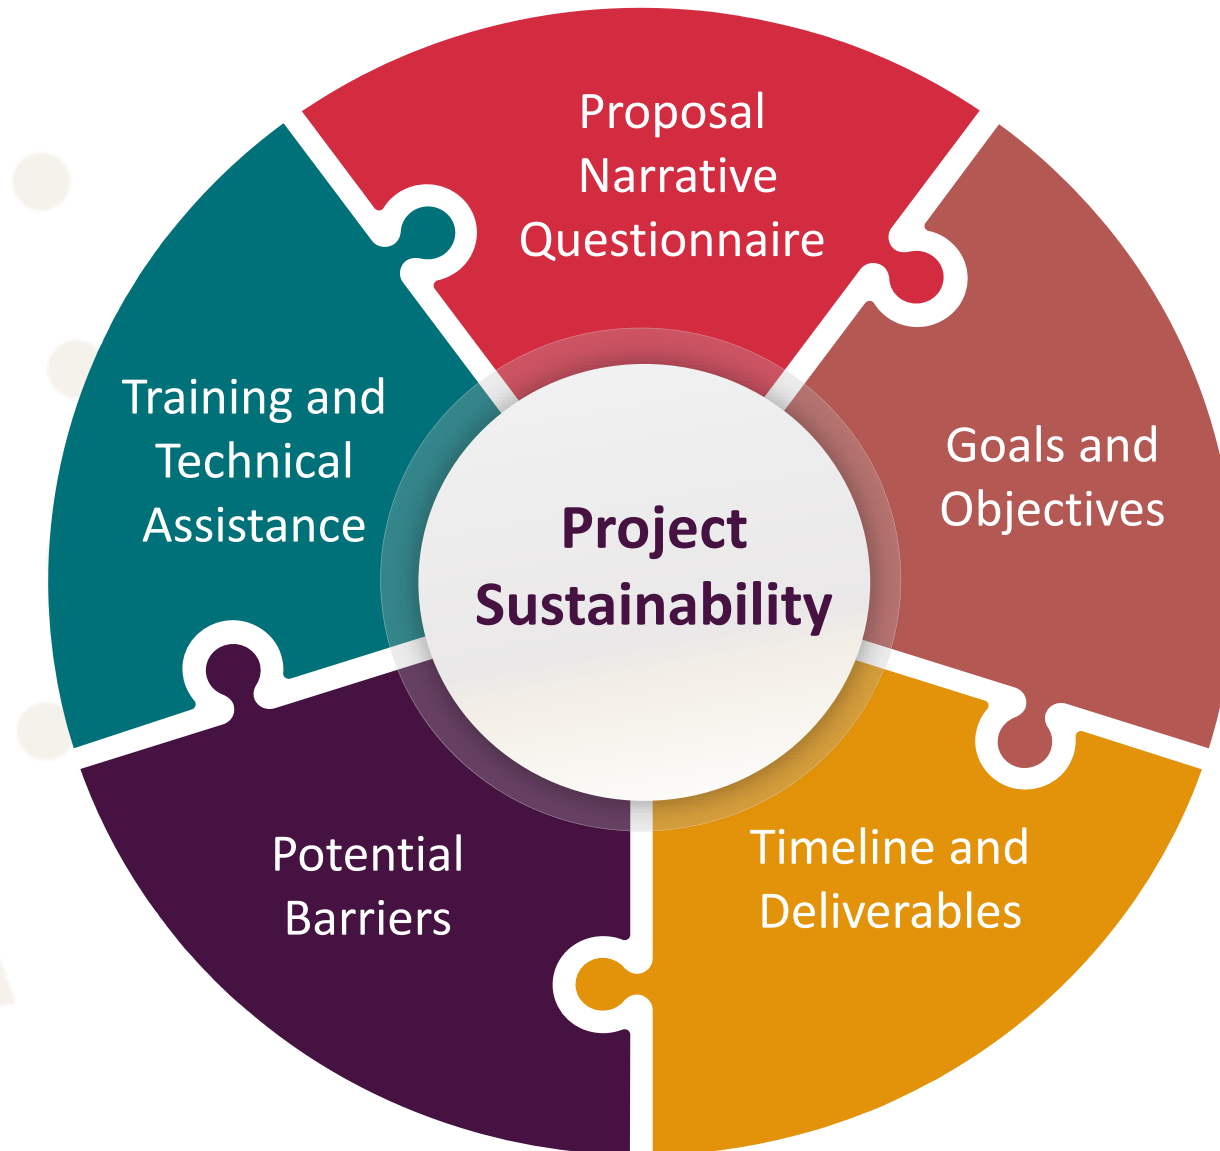 Proposal
Narrative
Questionnaire
Goals and
Objectives
Timeline and
Deliverables
Potential
Barriers
Training and
Technical
Assistance
Project
Sustainability